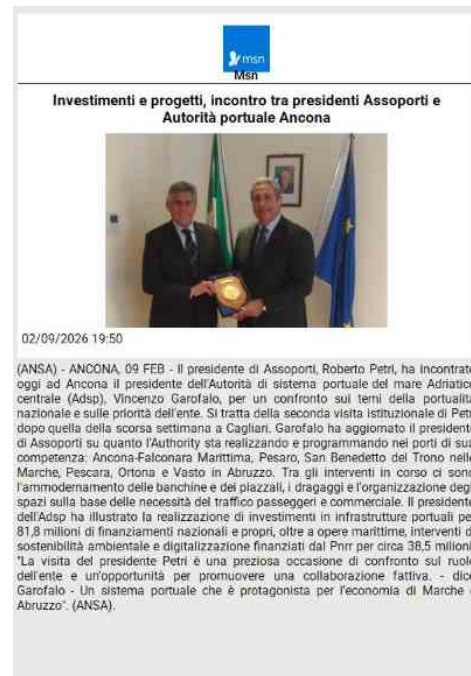 msn
Msn
Investimenti e progetti, incontro tra presidenti Assoporti e
Autorità portuale Ancona
02/09/2026 19:50
(ANSA) - ANCONA, 09 FEB - Il presidente di Assoporti, Roberto Petri, ha incontrato
oggi ad Ancona il presidente dell'Autorità di sistema portuale del mare Adriatico
centrale (Adsp), Vincenzo Garofalo, per un confronto sui temi della portualità
nazionale e sulle priorità dell'ente. Si tratta della seconda visita istituzionale di Petr
dopo quella della scorsa settimana a Cagliari. Garofalo ha aggiornato il presidente
di Assoporti su quanto l'Authority sta realizzando e programmando nei porti di sua
competenza: Ancona-Falconara Marittima, Pesaro, San Benedetto del Trono nelle
Marche, Pescara, Ortona e Vasto in Abruzzo. Tra gli interventi in corso ci sono
l'ammodernamento delle banchine e dei piazzali, i dragaggi e l'organizzazione degl
spazi sulla base delle necessità del traffico passeggeri e commerciale. Il presidente
dell'Adsp ha illustrato la realizzazione di investimenti in infrastrutture portuali pe
81,8 milioni di finanziamenti nazionali e propri, oltre a opere marittime, interventi d
sostenibilità ambientale e digitalizzazione finanziati dal Pnrr per circa 38,5 milioni
"La visita del presidente Petri è una preziosa occasione di confronto sul ruolo
dell'ente e un'opportunità per promuovere una collaborazione fattiva. - dice
Garofalo - Un sistema portuale che è protagonista per l'economia di Marche e
Abruzzo". (ANSA).